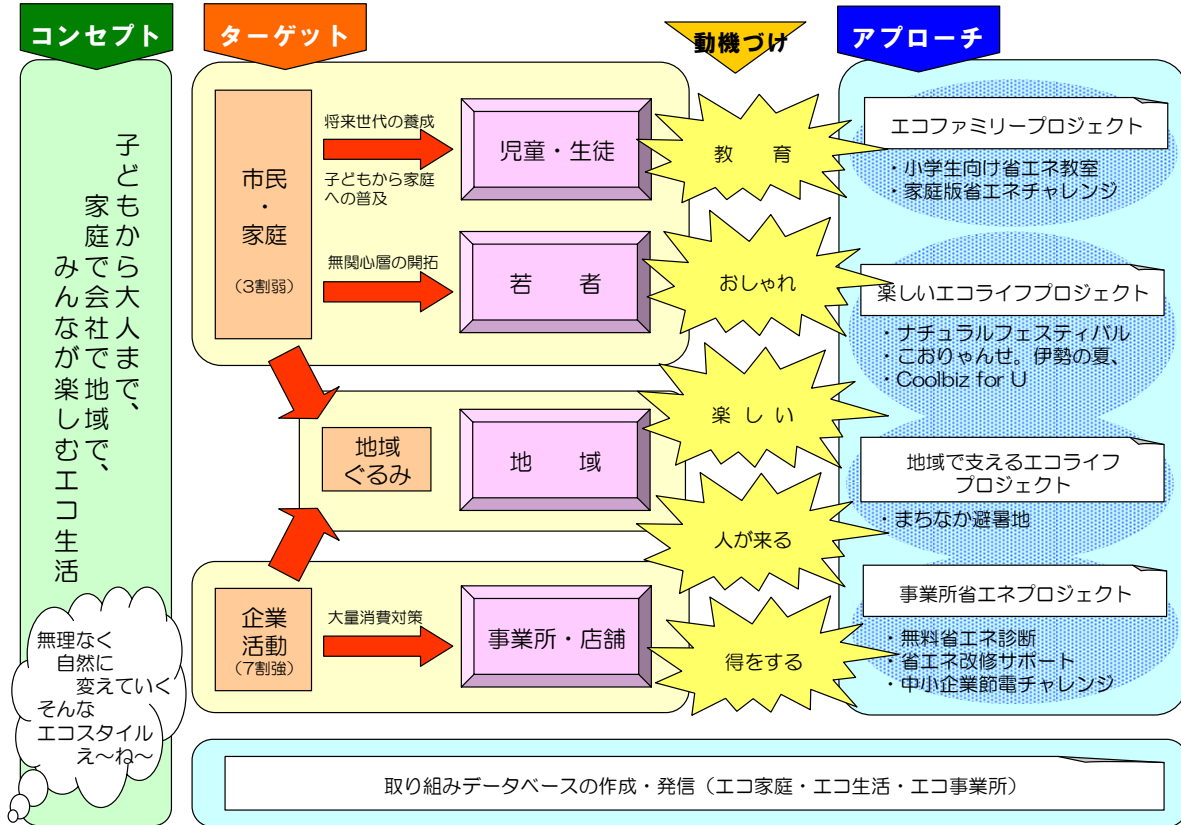 コンセプト
ターゲット
動機づけ
アプローチ
子どもから大人まで、
家庭で会社で地域で、
みんなが楽しむエコ生活
無理なく
自然に
変えていく
そんな
エコスタイル
え〜ね〜
市民
・
家庭
(3割弱)
将来世代の養成
子どもから家庭
への普及
児童・生徒
無関心層の開拓
若 者
地域
ぐるみ
地 域
企業
活動
(7割強)
大量消費対策
事業所・店舗
教 育
おしゃれ
楽 し い
人が来る
得をする
エコファミリープロジェクト
・小学生向け省エネ教室
・家庭版省エネチャレンジ
楽しいエコライフプロジェクト
・ナチュラルフェスティバル
・こおりゃんせ。伊勢の夏、
・Coolbiz for U
地域で支えるエコライフ
プロジェクト
・まちなか避暑地
事業所省エネプロジェクト
・無料省エネ診断
・省エネ改修サポート
・中小企業節電チャレンジ
取り組みデータベースの作成・発信（エコ家庭・エコ生活・エコ事業所）